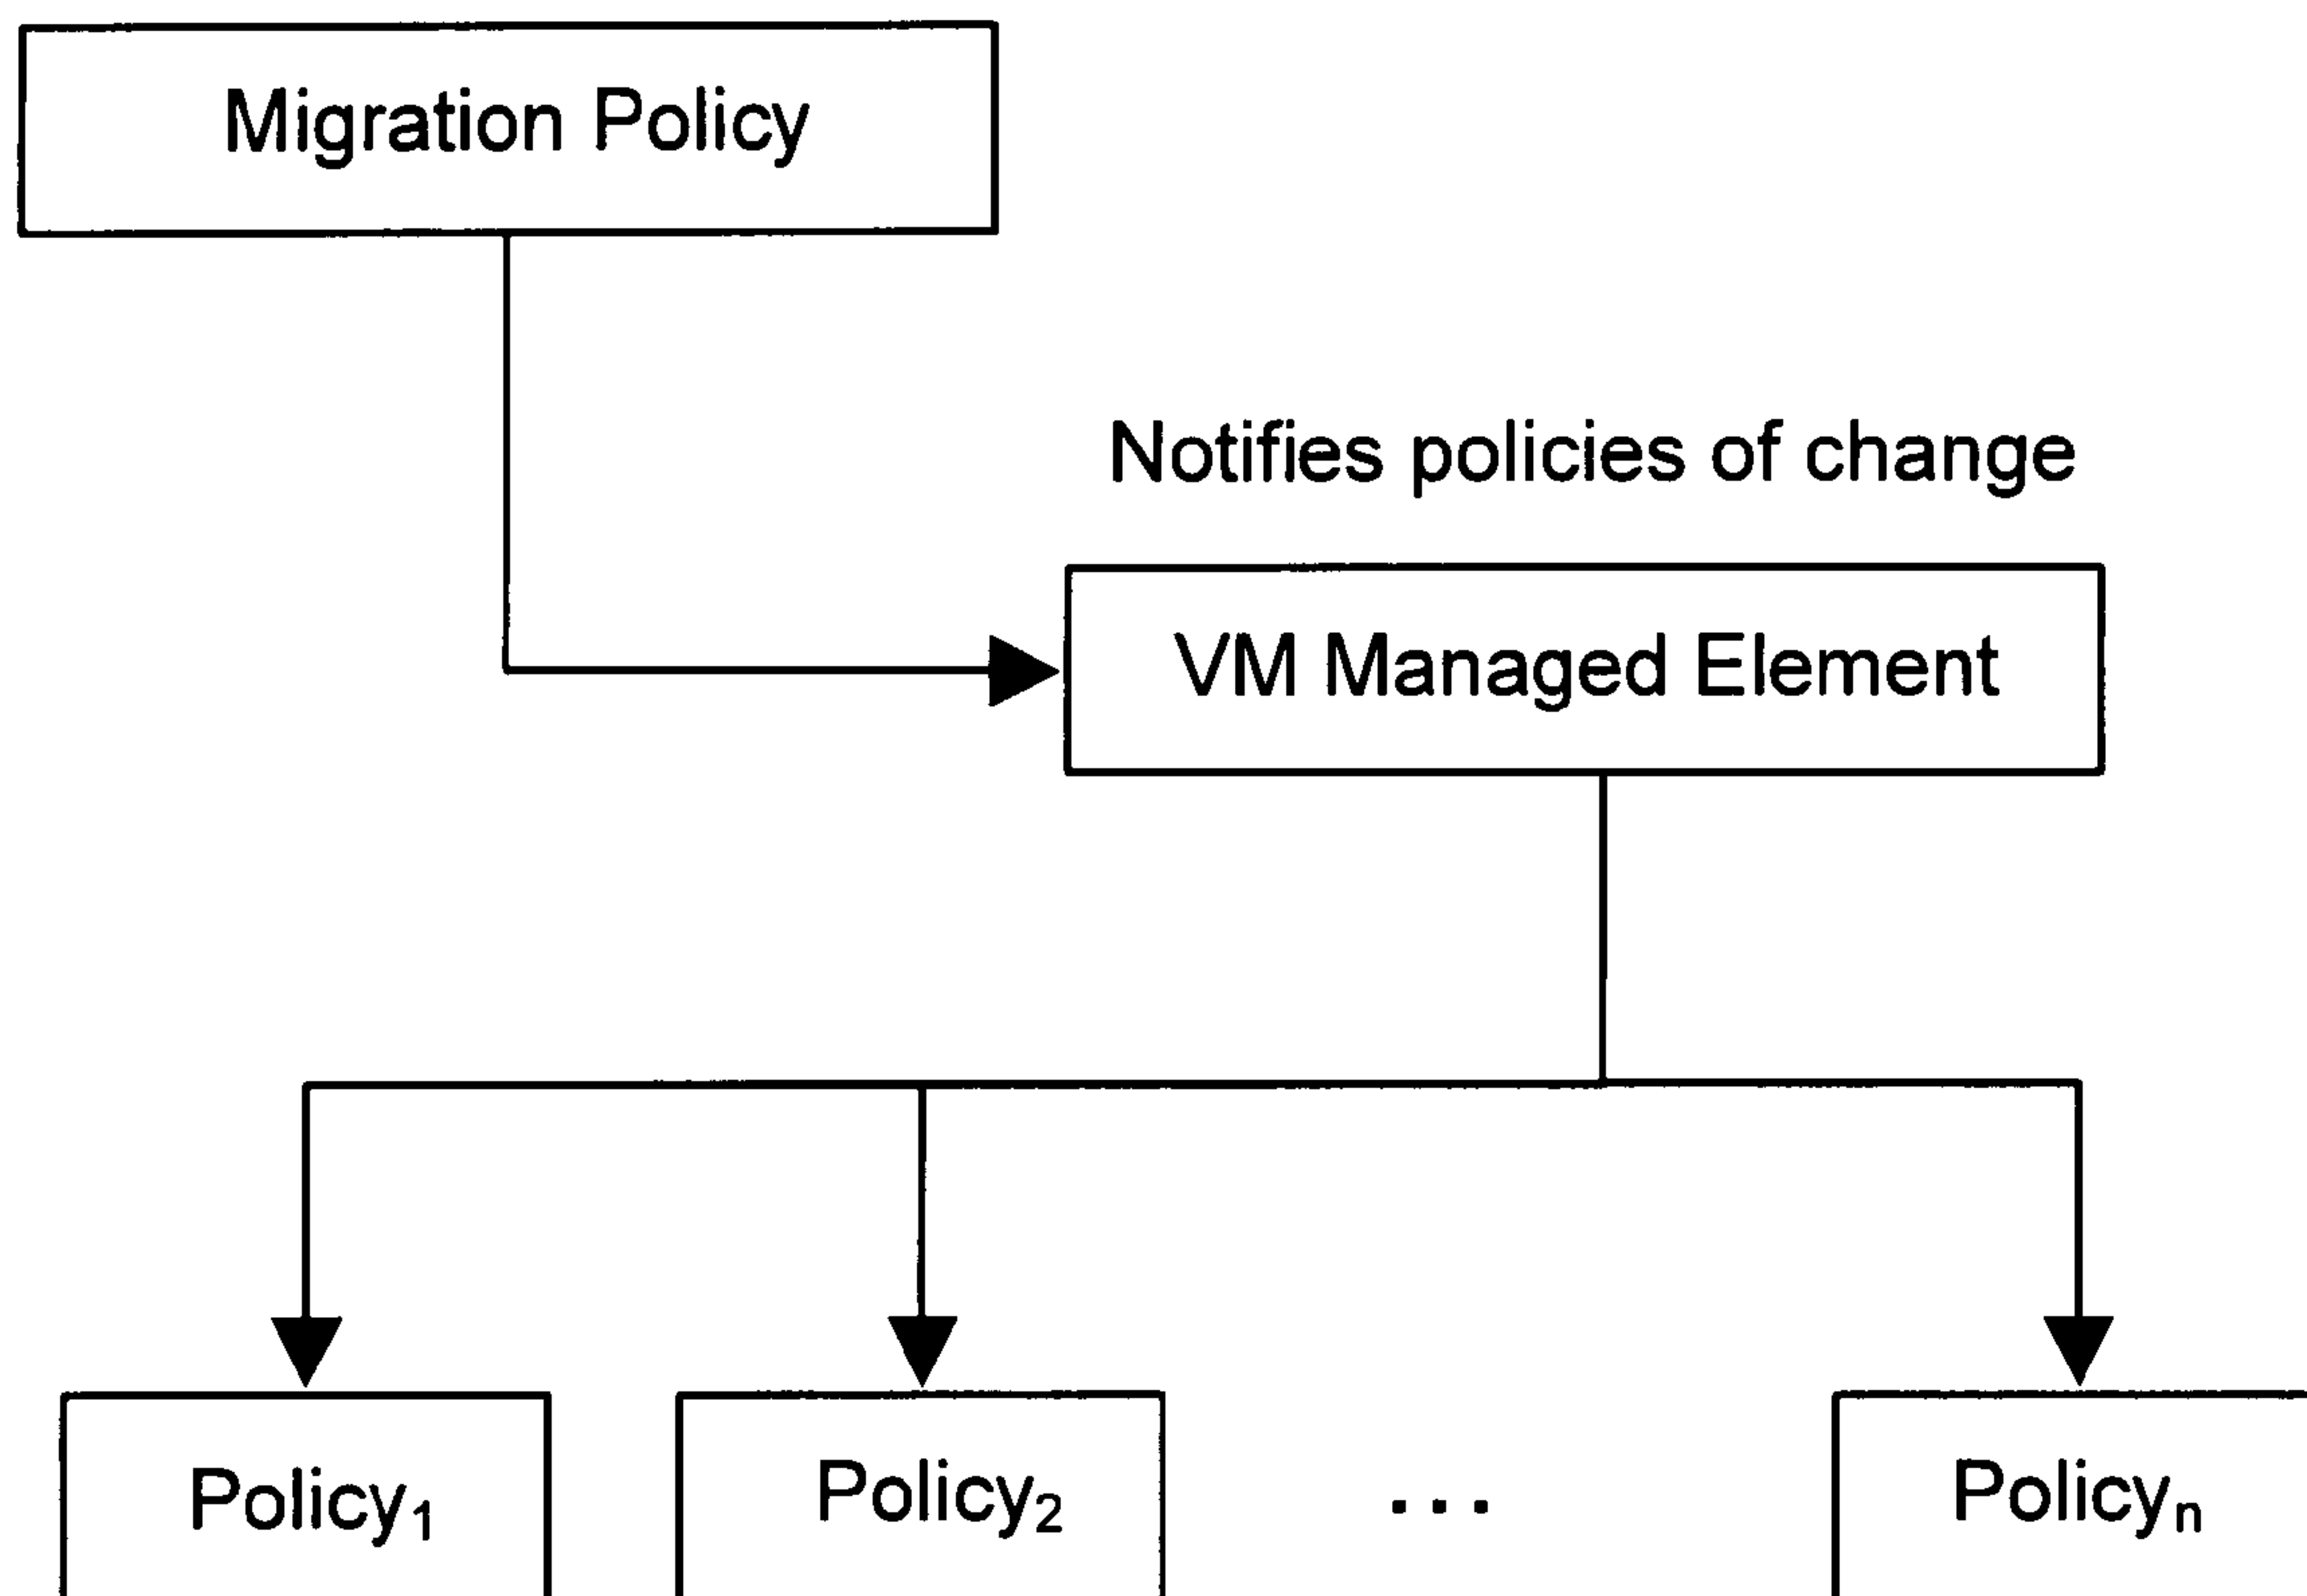 Migration Policy
Notifies policies of change
VM Managed Element
Policy₁
Policy₂
...
Policyₙ